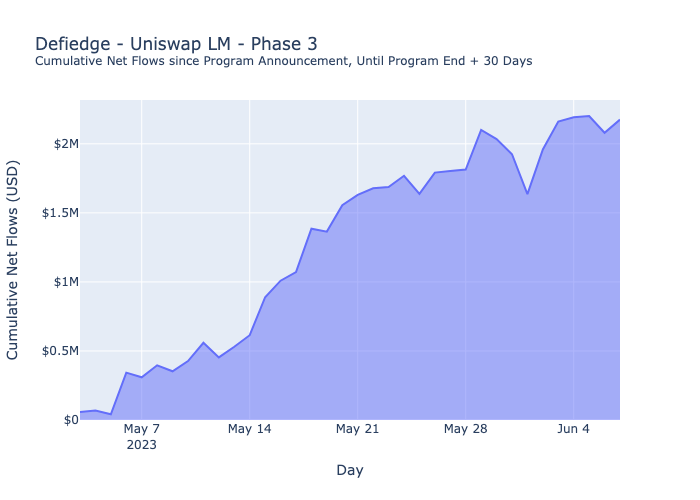 Defiedge - Uniswap LM - Phase 3
Cumulative Net Flows since Program Announcement, Until Program End + 30 Days
Cumulative Net Flows (USD)
$2M
$1.5M
$1M
$0.5M
$0
May 7
2023
May 14
May 21
May 28
Jun 4
Day